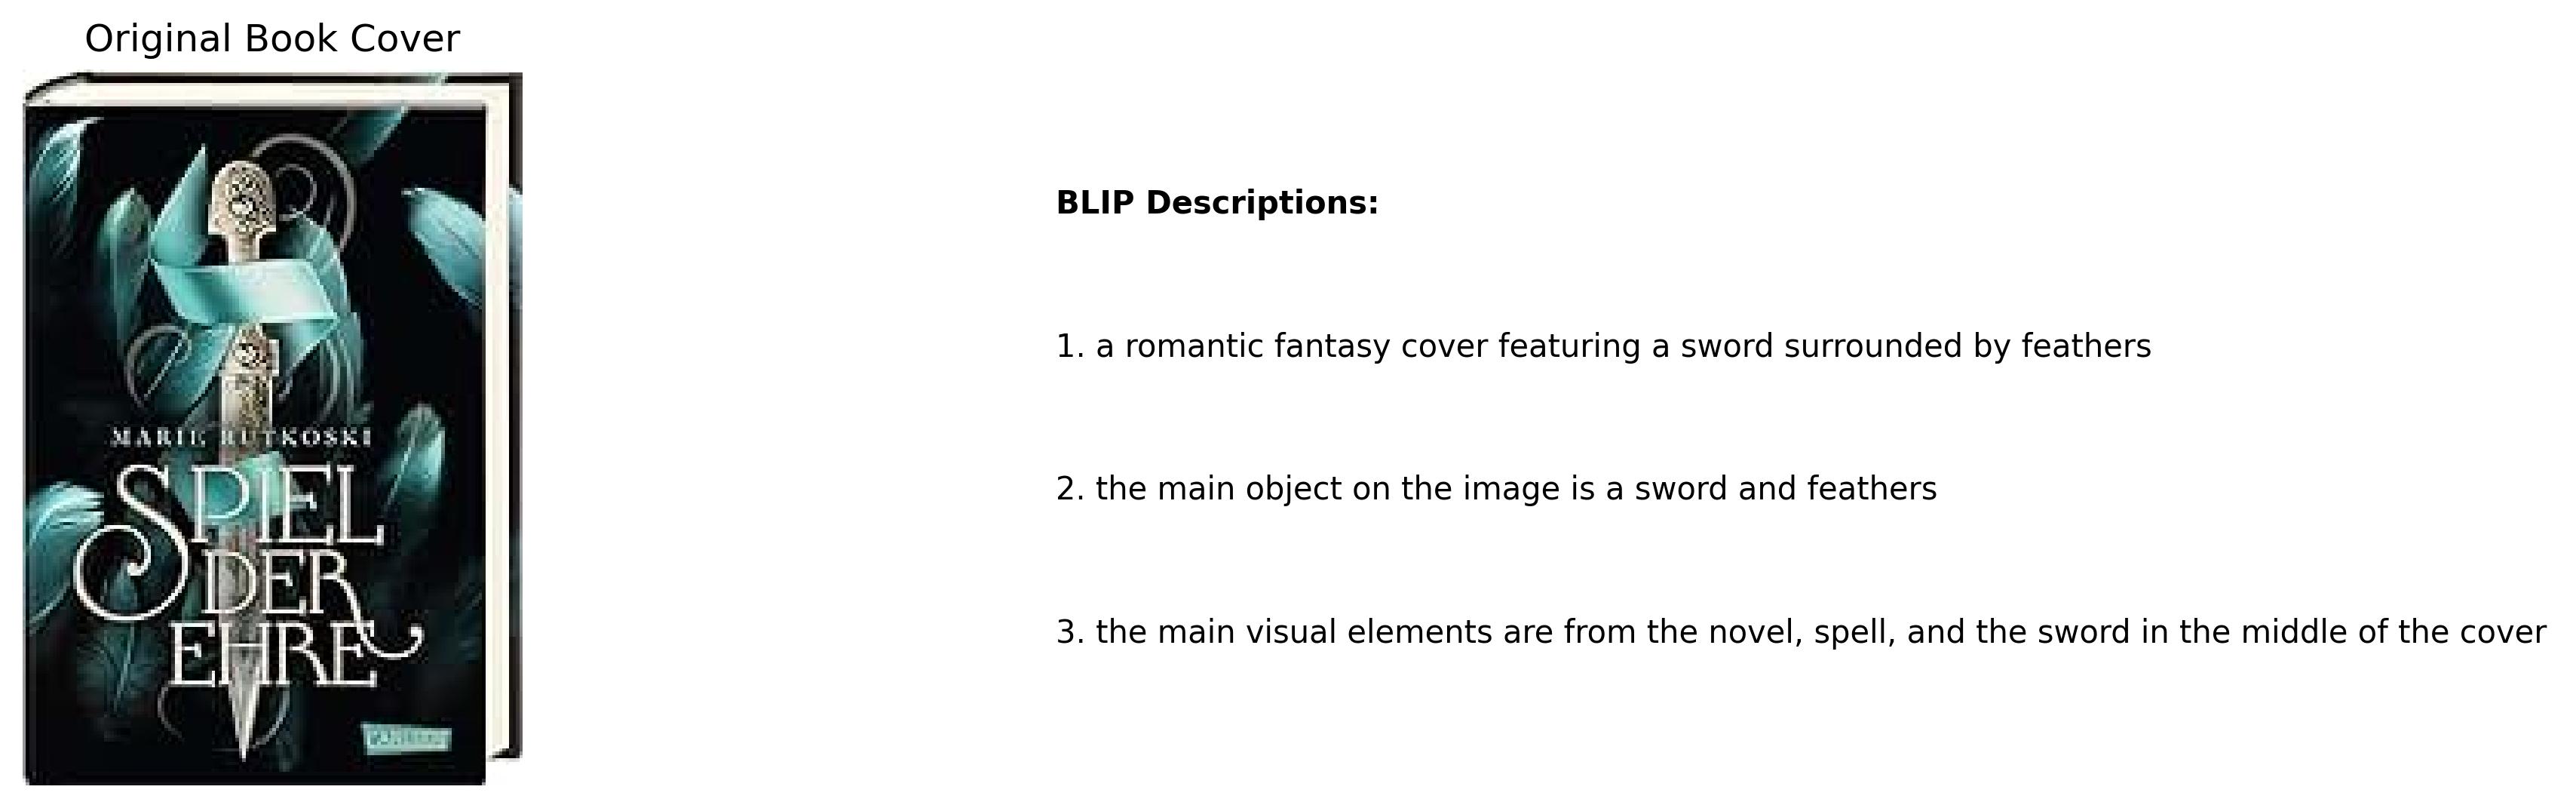 Original Book Cover
MARIE RUTKOSKI
SPIEL
DER
EHRE
BLIP Descriptions:
1. a romantic fantasy cover featuring a sword surrounded by feathers
2. the main object on the image is a sword and feathers
3. the main visual elements are from the novel, spell, and the sword in the middle of the cover